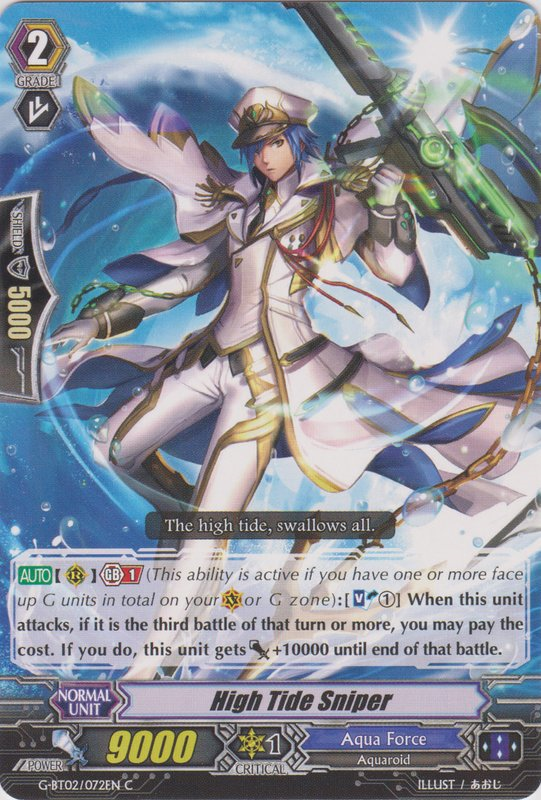 2
GRADE
SHIELD
5000
The high tide, swallows all.
AUTO [ R ] GB 1 (This ability is active if you have one or more face
up G units in total on your V or G zone):[V ①] When this unit
attacks, if it is the third battle of that turn or more, you may pay the
cost. If you do, this unit gets +10000 until end of that battle.
NORMAL
UNIT
High Tide Sniper
POWER
9000
1
CRITICAL
Aqua Force
Aquaroid
G-BT02/072EN C
ILLUST / あおじ